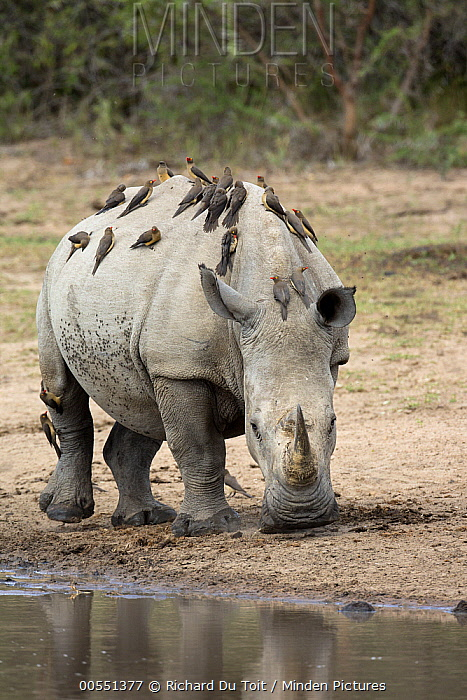 MINDEN
PICTURES
00551377 © Richard Du Toit / Minden Pictures